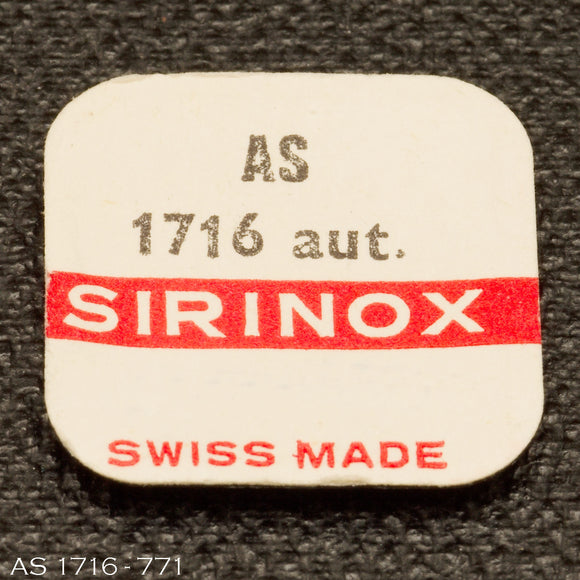 AS
1716 aut.
SIRINOX
SWISS MADE
AS 1716 - 771